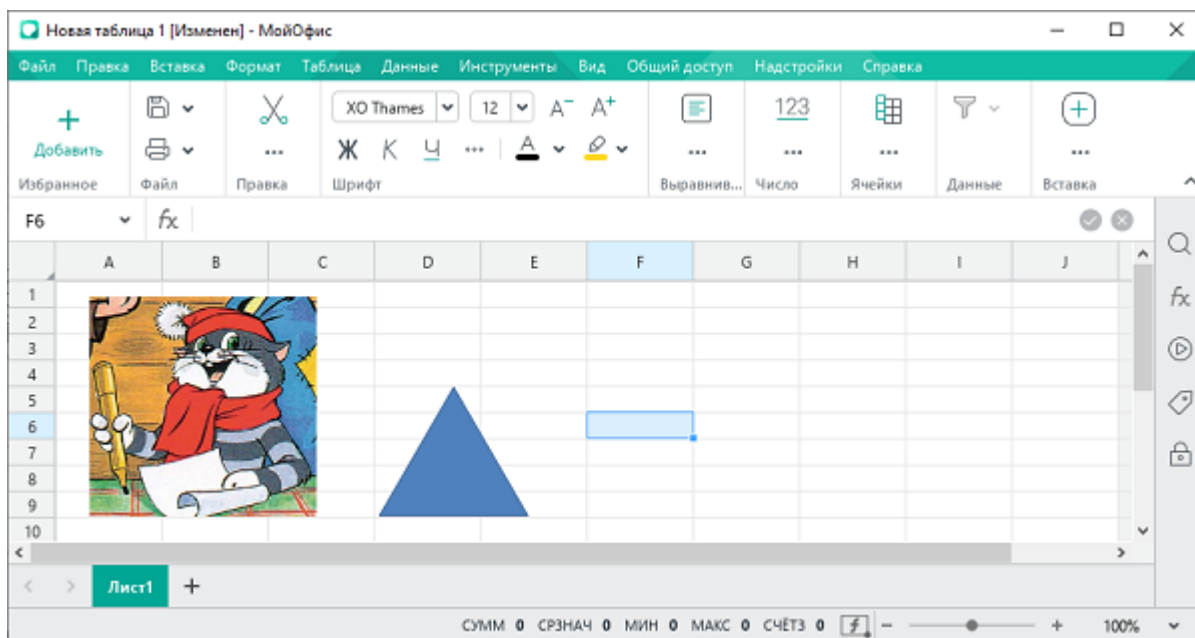 Новая таблица 1 [Изменен] - МойОфис
Файл Правка Вставка Формат Таблица Данные Инструменты Вид Общий доступ Надстройки Справка
XO Thames 12 A⁻ A⁺ 123
Добавить Ж К Ч A
Избранное Файл Правка Шрифт Выравнив... Число Ячейки Данные Вставка
F6 fx
A B C D E F G H I J
1
2
3
4
5
6
7
8
9
10
Лист1
СУММ 0 СРЗНАЧ 0 МИН 0 МАКС 0 СЧЁТЗ 0 100%